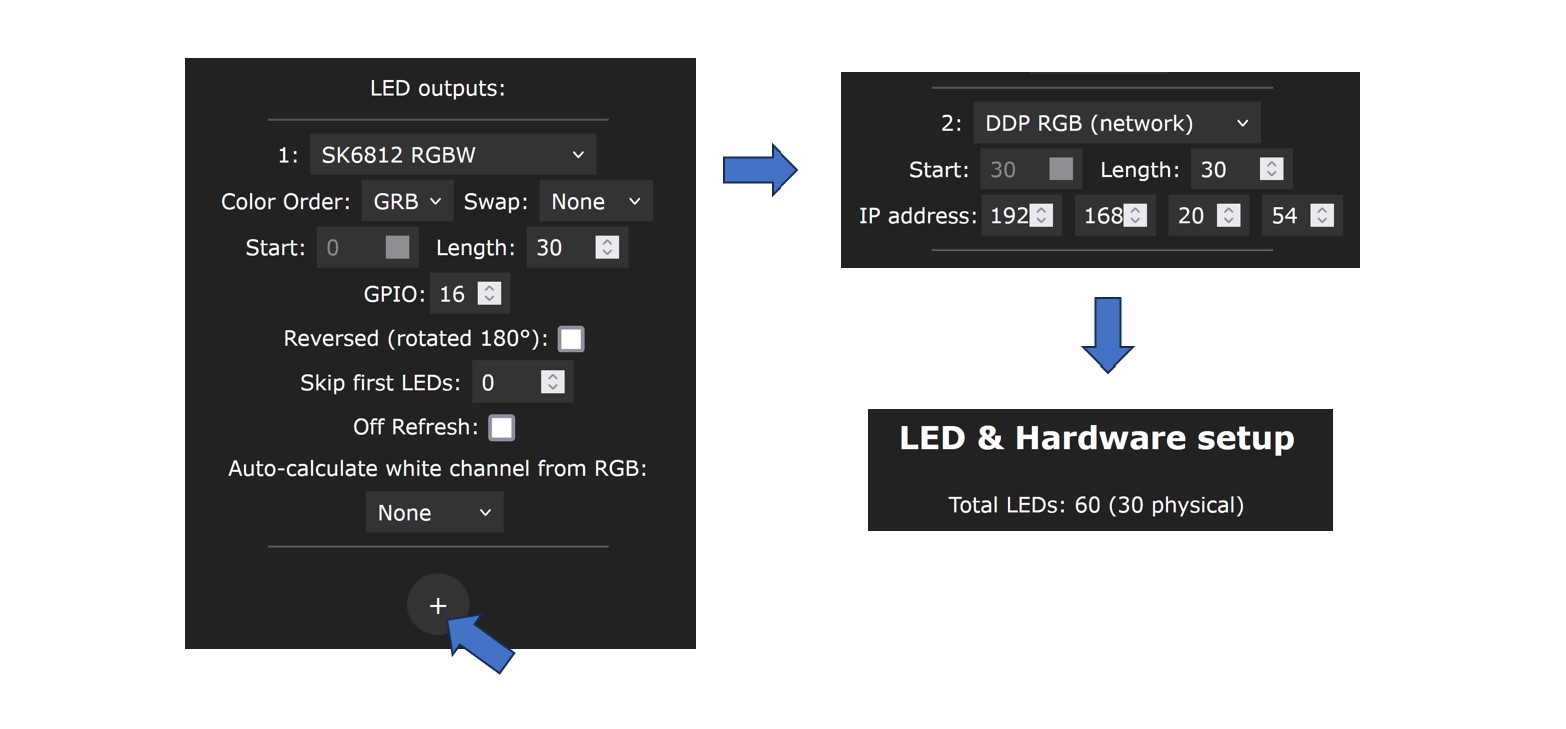 LED outputs:
1: SK6812 RGBW
Color Order: GRB Swap: None
Start: 0 Length: 30
GPIO: 16
Reversed (rotated 180°):
Skip first LEDs: 0
Off Refresh:
Auto-calculate white channel from RGB:
None
+
2: DDP RGB (network)
Start: 30 Length: 30
IP address: 192 168 20 54
LED & Hardware setup
Total LEDs: 60 (30 physical)